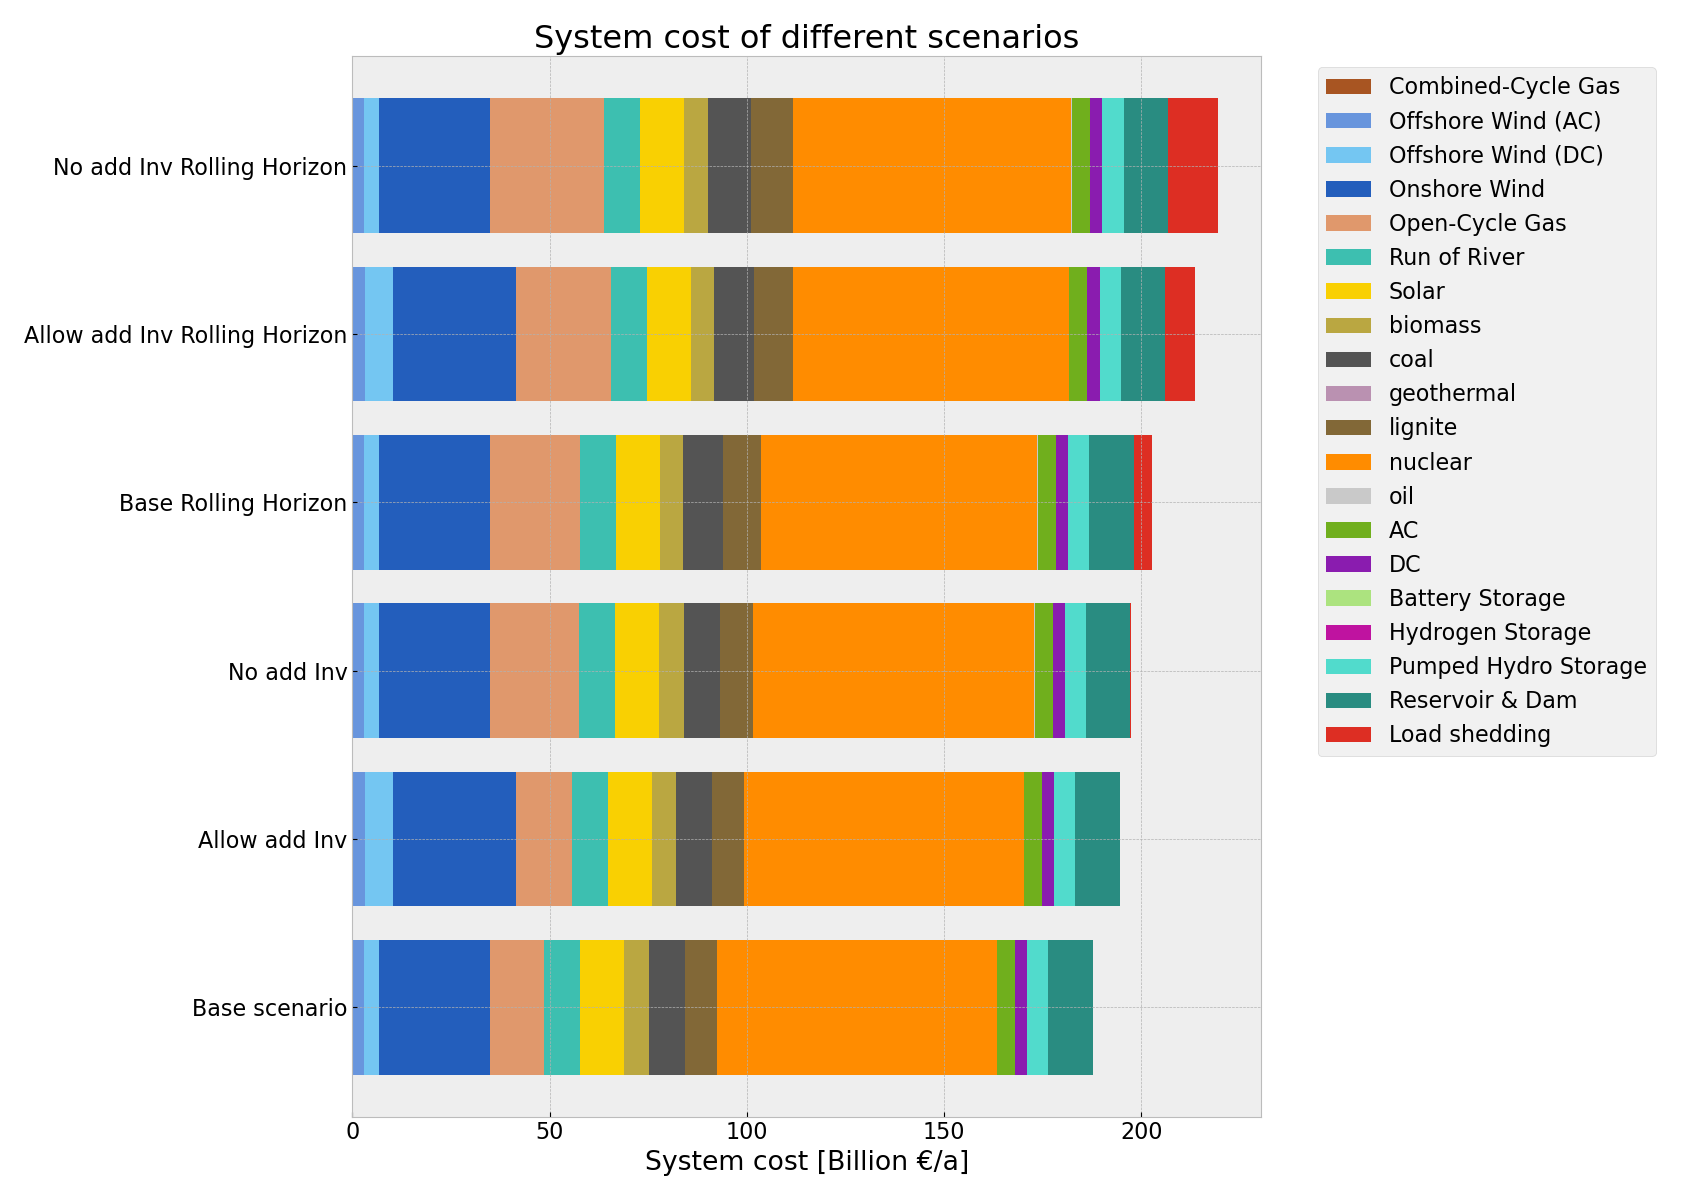 System cost of different scenarios
No add Inv Rolling Horizon
Allow add Inv Rolling Horizon
Base Rolling Horizon
No add Inv
Allow add Inv
Base scenario
0 50 100 150 200
System cost [Billion €/a]
Combined-Cycle Gas
Offshore Wind (AC)
Offshore Wind (DC)
Onshore Wind
Open-Cycle Gas
Run of River
Solar
biomass
coal
geothermal
lignite
nuclear
oil
AC
DC
Battery Storage
Hydrogen Storage
Pumped Hydro Storage
Reservoir & Dam
Load shedding